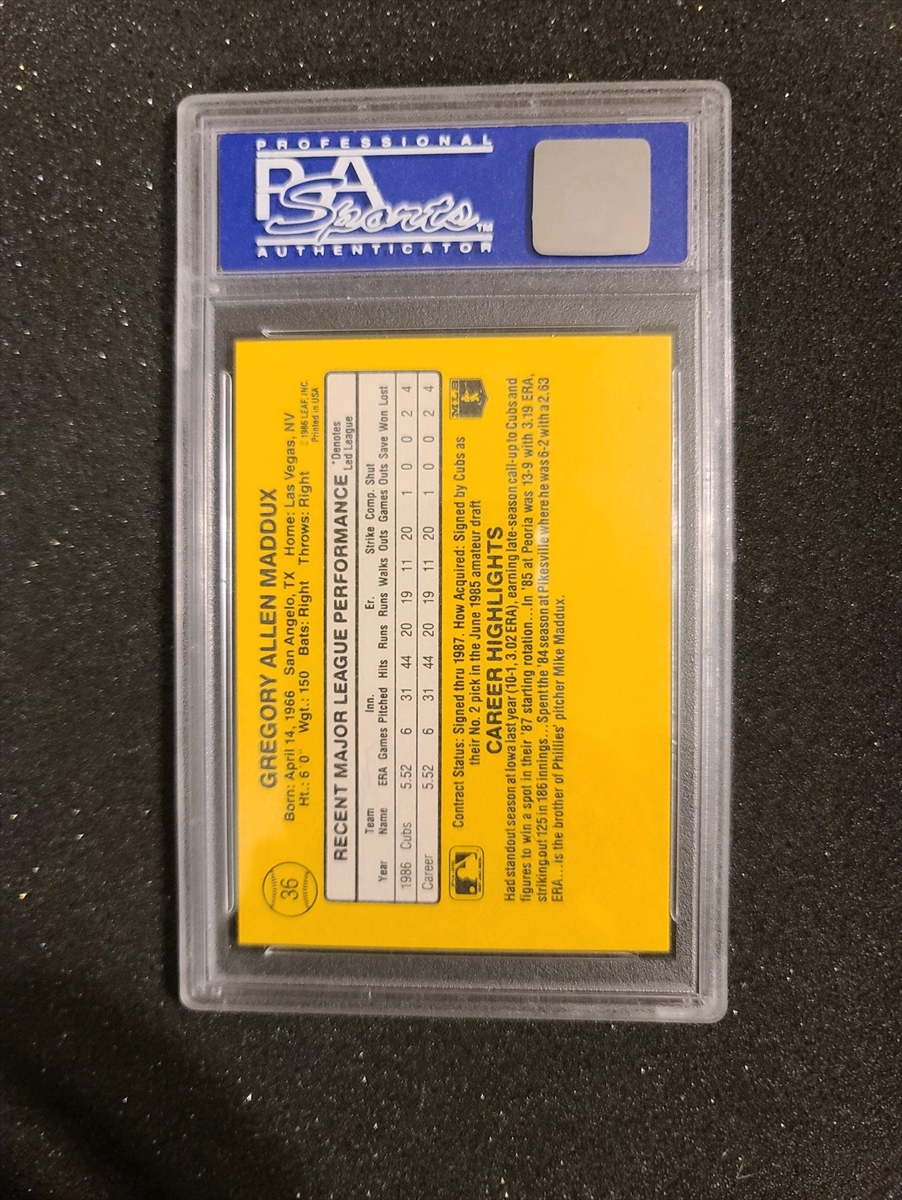 PROFESSIONAL
PSA
Sports™
AUTHENTICATOR
36
GREGORY ALLEN MADDUX
Born: April 14, 1966 San Angelo, TX Home: Las Vegas, NV
Ht.: 6'0" Wgt.: 150 Bats: Right Throws: Right
© 1986 LEAF, INC.
Printed in USA
RECENT MAJOR LEAGUE PERFORMANCE
*Denotes
Led League
Team Inn. Er. Strike Comp. Shut
Year Name ERA Games Pitched Hits Runs Runs Walks Outs Games Outs Save Won Lost
1986 Cubs 5.52 6 31 44 20 19 11 20 1 0 0 2 4
Career 5.52 6 31 44 20 19 11 20 1 0 0 2 4
Contract Status: Signed thru 1987. How Acquired: Signed by Cubs as
their No. 2 pick in the June 1985 amateur draft
MLB
CAREER HIGHLIGHTS
Had standout season at Iowa last year (10-1, 3.02 ERA), earning late-season call-up to Cubs and
figures to win a spot in their '87 starting rotation...In '85 at Peoria was 13-9 with 3.19 ERA,
striking out 125 in 186 innings...Spent the '84 season at Pikesville where he was 6-2 with a 2.63
ERA...is the brother of Phillies' pitcher Mike Maddux.